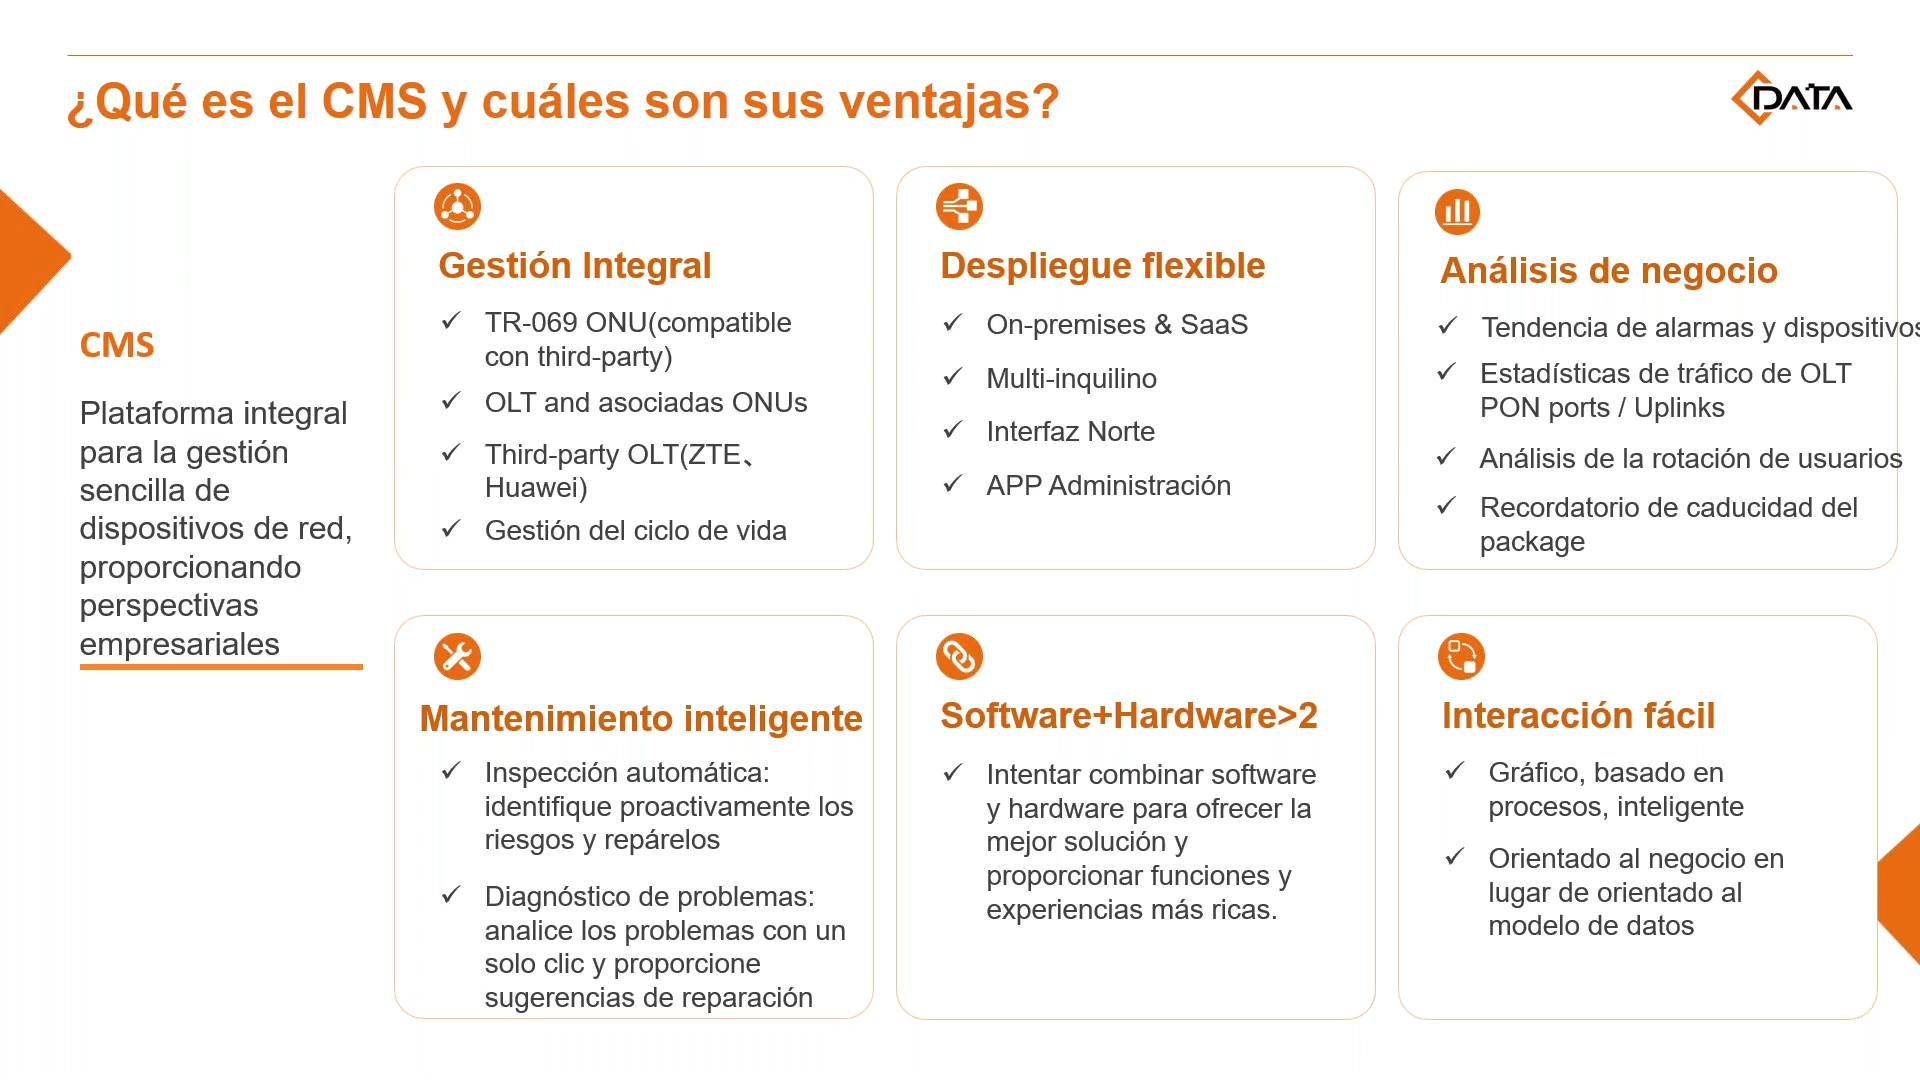 ¿Qué es el CMS y cuáles son sus ventajas?
DATA
CMS
Plataforma integral
para la gestión
sencilla de
dispositivos de red,
proporcionando
perspectivas
empresariales
Gestión Integral
✓ TR-069 ONU(compatible
con third-party)
✓ OLT and asociadas ONUs
✓ Third-party OLT(ZTE、
Huawei)
✓ Gestión del ciclo de vida
Despliegue flexible
✓ On-premises & SaaS
✓ Multi-inquilino
✓ Interfaz Norte
✓ APP Administración
Análisis de negocio
✓ Tendencia de alarmas y dispositivos
✓ Estadísticas de tráfico de OLT
PON ports / Uplinks
✓ Análisis de la rotación de usuarios
✓ Recordatorio de caducidad del
package
Mantenimiento inteligente
✓ Inspección automática:
identifique proactivamente los
riesgos y repárelos
✓ Diagnóstico de problemas:
analice los problemas con un
solo clic y proporcione
sugerencias de reparación
Software+Hardware>2
✓ Intentar combinar software
y hardware para ofrecer la
mejor solución y
proporcionar funciones y
experiencias más ricas.
Interacción fácil
✓ Gráfico, basado en
procesos, inteligente
✓ Orientado al negocio en
lugar de orientado al
modelo de datos